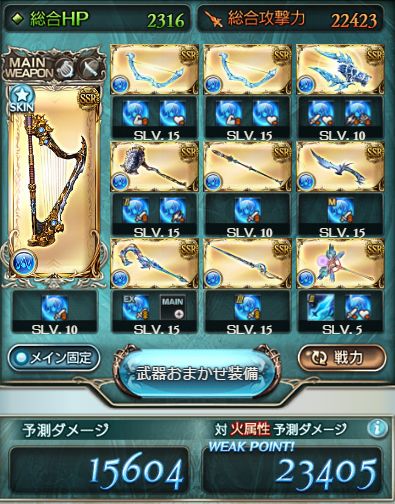 総合HP 2316 総合攻撃力 22423
MAIN
WEAPON
SSR
SSR
SSR
SSR
SKIN
SLV. 15
SLV. 15
SLV. 10
SSR
SSR
SSR
II
M
SLV. 15
SLV. 10
SLV. 15
SSR
SSR
SSR
EX
MAIN
II
SLV. 10
SLV. 15
SLV. 15
SLV. 5
メイン固定
武器おまかせ装備
戦力
予測ダメージ
対 火属性 予測ダメージ
WEAK POINT!
15604
23405